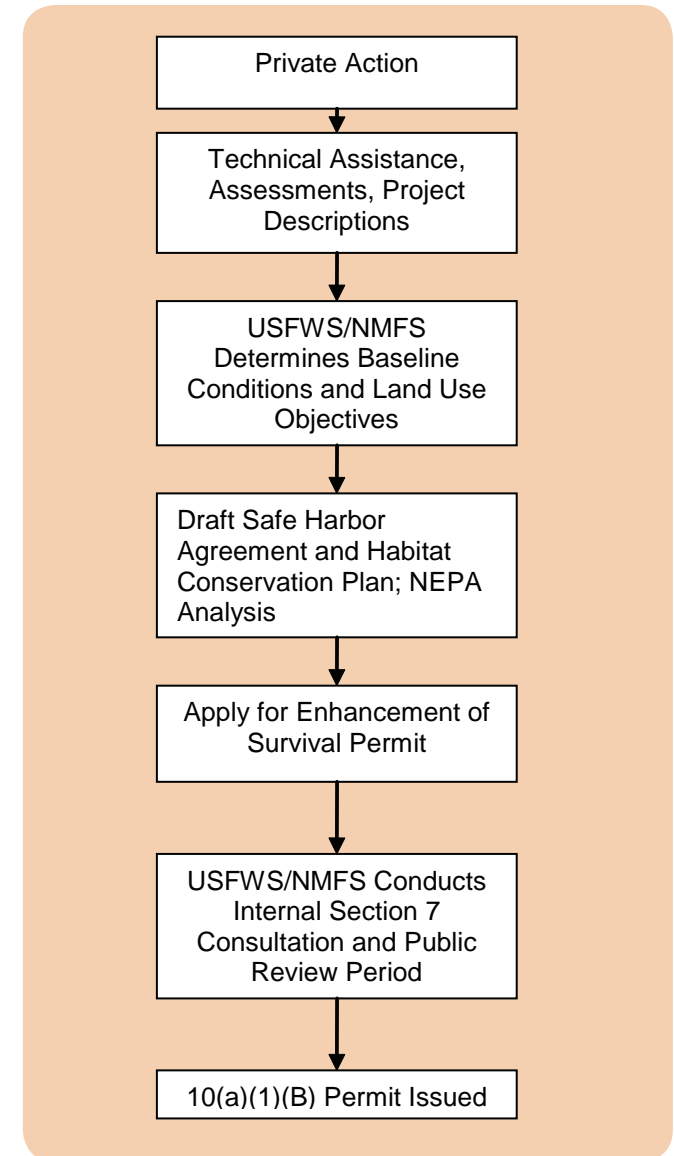 Private Action
Technical Assistance,
Assessments, Project
Descriptions
USFWS/NMFS
Determines Baseline
Conditions and Land Use
Objectives
Draft Safe Harbor
Agreement and Habitat
Conservation Plan; NEPA
Analysis
Apply for Enhancement of
Survival Permit
USFWS/NMFS Conducts
Internal Section 7
Consultation and Public
Review Period
10(a)(1)(B) Permit Issued